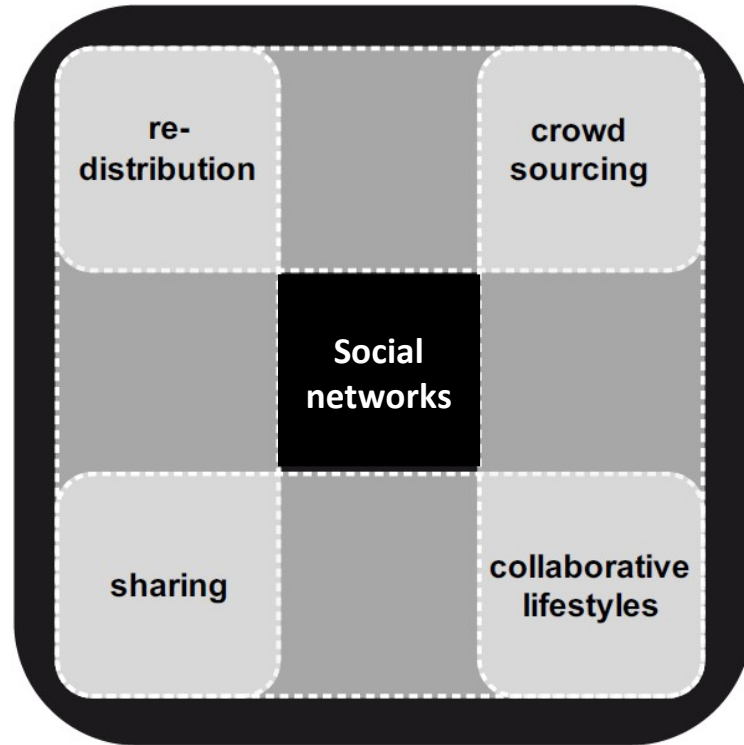 re-
distribution
crowd
sourcing
Social
networks
sharing
collaborative
lifestyles